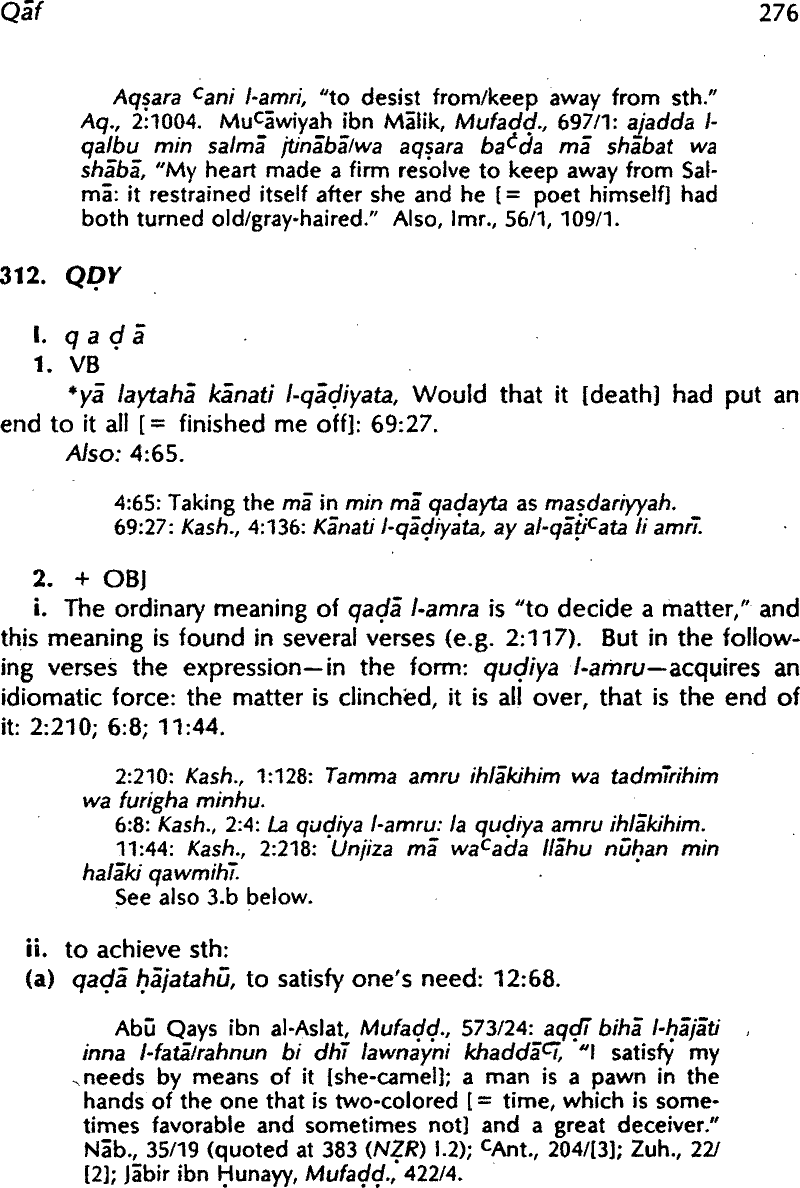 Qāf 276
Aqṣara ᶜani l-amri, "to desist from/keep away from sth."
Aq., 2:1004. Muᶜāwiyah ibn Mālik, Mufaḍḍ., 697/1: ajadda l-
qalbu min salmā jtinābā/wa aqṣara baᶜda mā shābat wa
shābā, "My heart made a firm resolve to keep away from Sal-
mā: it restrained itself after she and he [= poet himself] had
both turned old/gray-haired." Also, Imr., 56/1, 109/1.
312. QḌY
I. q a ḍ ā
1. VB
*yā laytahā kānati l-qāḍiyata, Would that it [death] had put an
end to it all [= finished me off]: 69:27.
Also: 4:65.
4:65: Taking the mā in min mā qaḍayta as maṣdariyyah.
69:27: Kash., 4:136: Kānati l-qāḍiyata, ay al-qāṭiᶜata li amrī.
2. + OBJ
i. The ordinary meaning of qaḍā l-amra is "to decide a matter," and
this meaning is found in several verses (e.g. 2:117). But in the follow-
ing verses the expression—in the form: quḍiya l-amru—acquires an
idiomatic force: the matter is clinched, it is all over, that is the end of
it: 2:210; 6:8; 11:44.
2:210: Kash., 1:128: Tamma amru ihlākihim wa tadmīrihim
wa furigha minhu.
6:8: Kash., 2:4: La quḍiya l-amru: la quḍiya amru ihlākihim.
11:44: Kash., 2:218: Unjiza mā waᶜada llāhu nūḥan min
halāki qawmihī.
See also 3.b below.
ii. to achieve sth:
(a) qaḍā ḥājatahū, to satisfy one's need: 12:68.
Abū Qays ibn al-Aslat, Mufaḍḍ., 573/24: aqḍī bihā l-ḥājāti
inna l-fatā/rahnun bi dhī lawnayni khaddāᶜī, "I satisfy my
needs by means of it [she-camel]; a man is a pawn in the
hands of the one that is two-colored [= time, which is some-
times favorable and sometimes not] and a great deceiver."
Nāb., 35/19 (quoted at 383 (NẒR) I.2); ᶜAnt., 204/[3]; Zuh., 22/
[2]; Jābir ibn Ḥunayy, Mufaḍḍ., 422/4.